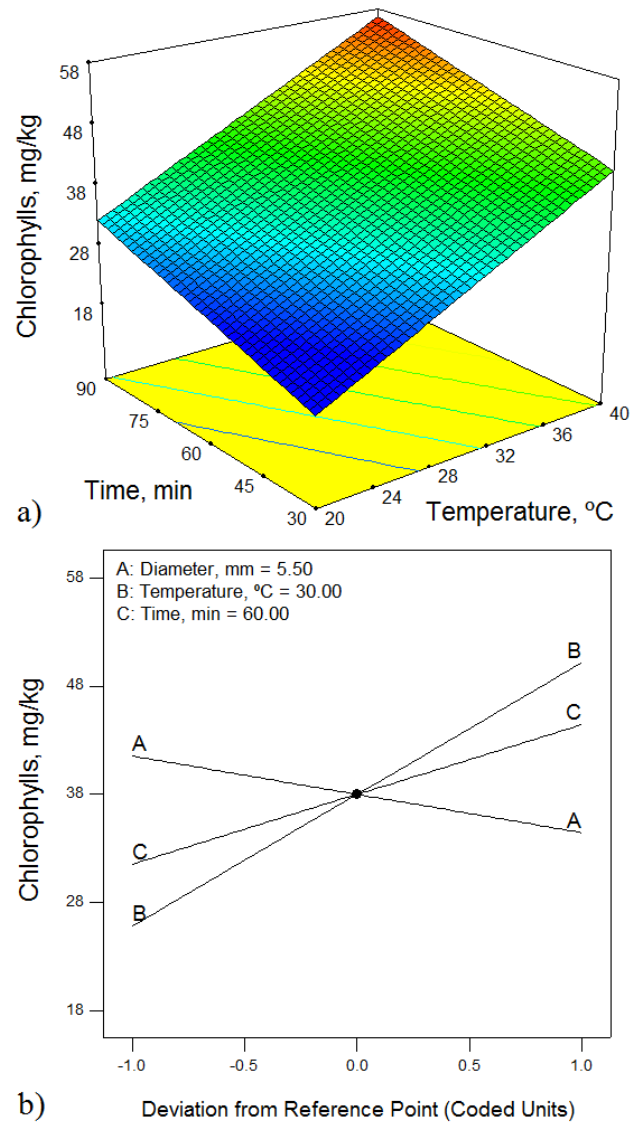 58
48
38
28
18
Chlorophylls, mg/kg
90
75
60
45
30
Time, min
20
24
28
32
36
40
Temperature, ºC
a)
A: Diameter, mm = 5.50
B: Temperature, ºC = 30.00
C: Time, min = 60.00
58
48
38
28
18
Chlorophylls, mg/kg
A
C
B
B
C
A
-1.0
-0.5
0.0
0.5
1.0
b)
Deviation from Reference Point (Coded Units)